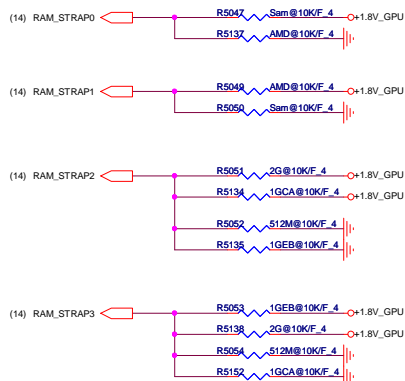 (14) RAM_STRAP0 R5047 Sam@10K/F_4 +1.8V_GPU
R5137 AMD@10K/F_4
(14) RAM_STRAP1 R5049 AMD@10K/F_4 +1.8V_GPU
R5050 Sam@10K/F_4
(14) RAM_STRAP2 R5051 2G@10K/F_4 +1.8V_GPU
R5134 1GCA@10K/F_4 +1.8V_GPU
R5052 512M@10K/F_4
R5135 1GEB@10K/F_4
(14) RAM_STRAP3 R5053 1GEB@10K/F_4 +1.8V_GPU
R5138 2G@10K/F_4 +1.8V_GPU
R5054 512M@10K/F_4
R5152 1GCA@10K/F_4